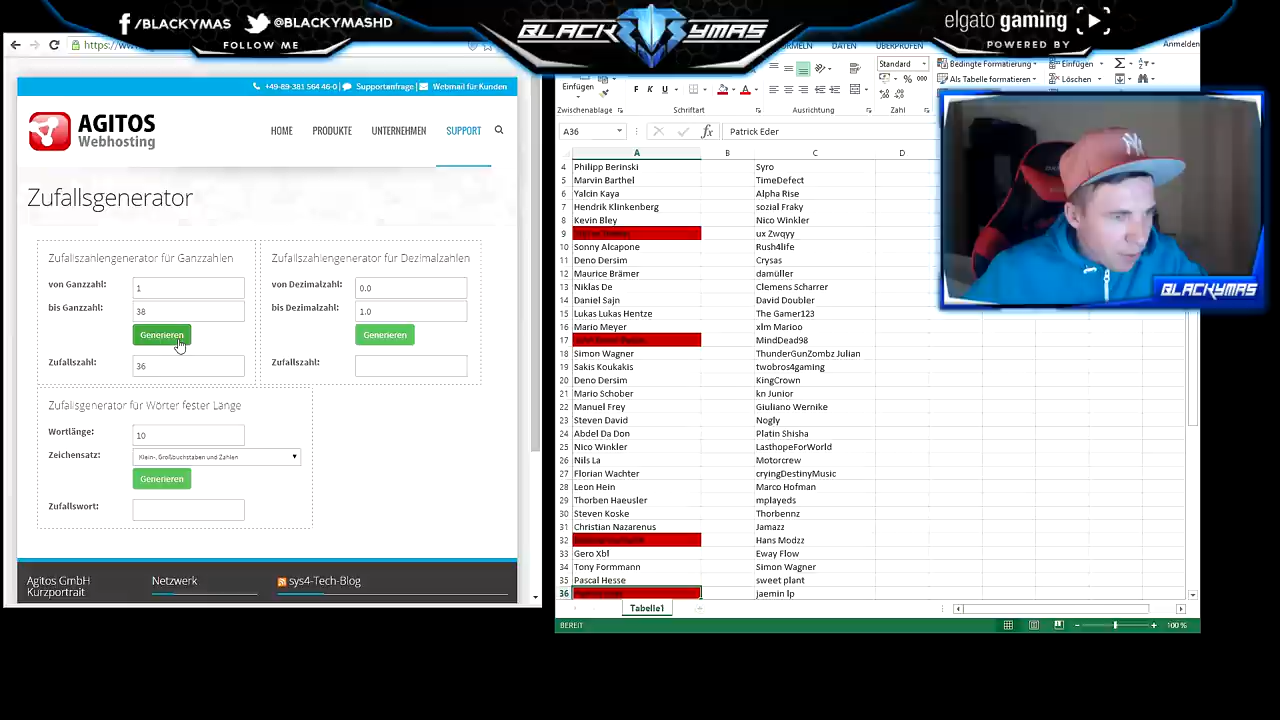 /BLACKYMAS
@BLACKYMASHD
FOLLOW ME
BLACKYMAS
elgato gaming
POWERED BY
https://www.
+49-89-381 564 46-0 | Supportanfrage | Webmail für Kunden
AGITOS
Webhosting
HOME PRODUKTE UNTERNEHMEN SUPPORT
Zufallsgenerator
Zufallszahlengenerator für Ganzzahlen
von Ganzzahl: 1
bis Ganzzahl: 38
Generieren
Zufallszahl: 36
Zufallszahlengenerator für Dezimalzahlen
von Dezimalzahl: 0.0
bis Dezimalzahl: 1.0
Generieren
Zufallszahl:
Zufallsgenerator für Wörter fester Länge
Wortlänge: 10
Zeichensatz: Klein-, Großbuchstaben und Zahlen
Generieren
Zufallswort:
Agitos GmbH
Kürzportrait
Netzwerk
sys4-Tech-Blog
DATEN ÜBERPRÜFEN
Anmelden
Einfügen
F K U
Standard
% 000
Bedingte Formatierung
Als Tabelle formatieren
Einfügen
Löschen
Zwischenablage Schriftart Ausrichtung Zahl
A36 fx Patrick Eder
A B C D
4 Philipp Berinski Syro
5 Marvin Barthel TimeDefect
6 Yalcin Kaya Alpha Rise
7 Hendrik Klinkenberg sozial Fraky
8 Kevin Bley Nico Winkler
9 ux Zwqyy
10 Sonny Alcapone Rush4life
11 Deno Dersim Crysas
12 Maurice Brämer damüller
13 Niklas De Clemens Scharrer
14 Daniel Sajn David Doubler
15 Lukas Lukas Hentze The Gamer123
16 Mario Meyer xlm Marioo
17 MindDead98
18 Simon Wagner ThunderGunZombz Julian
19 Sakis Koukakis twobros4gaming
20 Deno Dersim KingCrown
21 Mario Schober kn Junior
22 Manuel Frey Giuliano Wernike
23 Steven David Nogly
24 Abdel Da Don Platin Shisha
25 Nico Winkler LasthopeForWorld
26 Nils La Motorcrew
27 Florian Wachter cryingDestinyMusic
28 Leon Hein Marco Hofman
29 Thorben Haeusler mplayeds
30 Steven Koske Thorbennz
31 Christian Nazarenus Jamazz
32 Hans Modzz
33 Gero Xbl Eway Flow
34 Tony Formmann Simon Wagner
35 Pascal Hesse sweet plant
36 jaemin lp
Tabelle1
BEREIT
100 %
BLACKYMAS